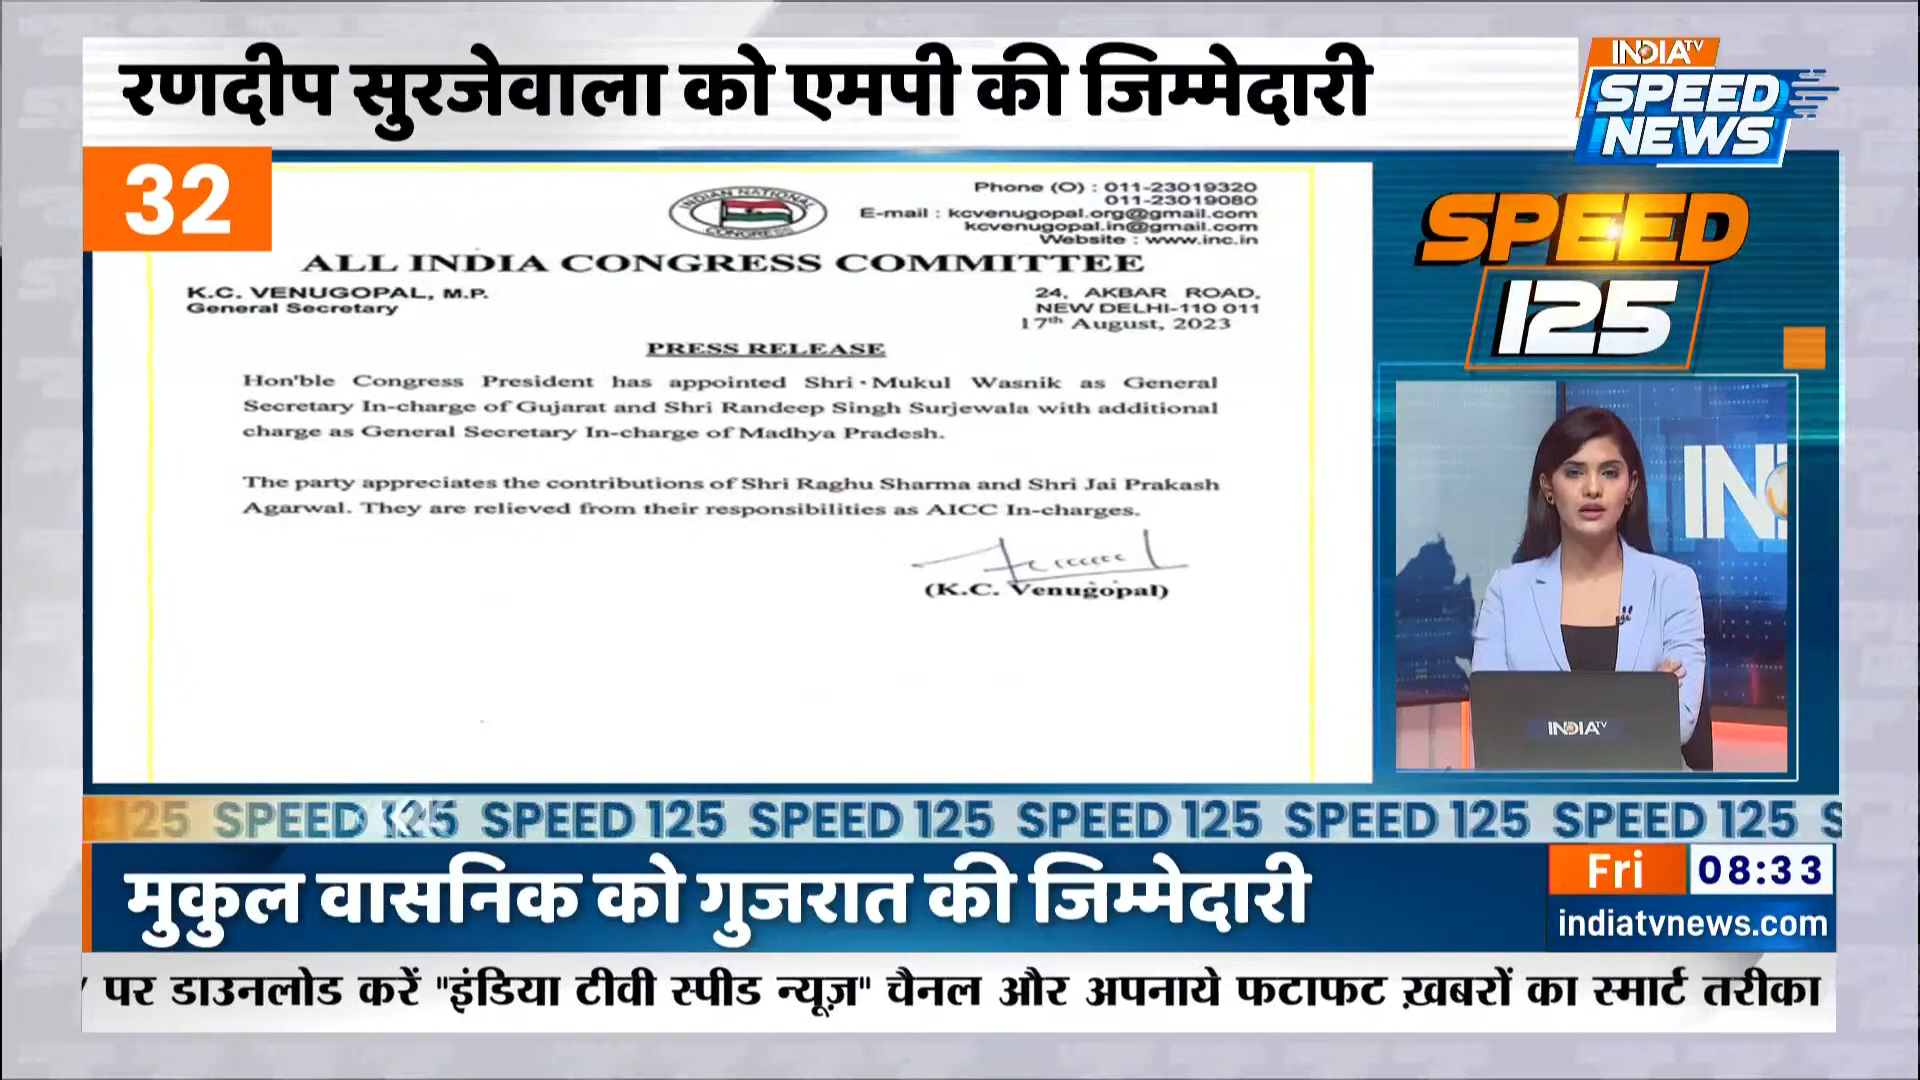 रणदीप सुरजेवाला को एमपी की जिम्मेदारी
INDIA TV
SPEED
NEWS
32
INDIAN NATIONAL
CONGRESS
Phone (O) : 011-23019320
011-23019080
E-mail : kcvenugopal.org@gmail.com
kcvenugopal.in@gmail.com
Website : www.inc.in
ALL INDIA CONGRESS COMMITTEE
K.C. VENUGOPAL, M.P.
General Secretary
24, AKBAR ROAD,
NEW DELHI-110 011
17th August, 2023
PRESS RELEASE
Hon'ble Congress President has appointed Shri Mukul Wasnik as General
Secretary In-charge of Gujarat and Shri Randeep Singh Surjewala with additional
charge as General Secretary In-charge of Madhya Pradesh.
The party appreciates the contributions of Shri Raghu Sharma and Shri Jai Prakash
Agarwal. They are relieved from their responsibilities as AICC In-charges.
(K.C. Venugopal)
SPEED
125
IN
INDIA TV
125 SPEED 125 SPEED 125 SPEED 125 SPEED 125 SPEED 125 SPEED 125 S
मुकुल वासनिक को गुजरात की जिम्मेदारी
Fri 08:33
indiatvnews.com
पर डाउनलोड करें "इंडिया टीवी स्पीड न्यूज़" चैनल और अपनाये फटाफट ख़बरों का स्मार्ट तरीका